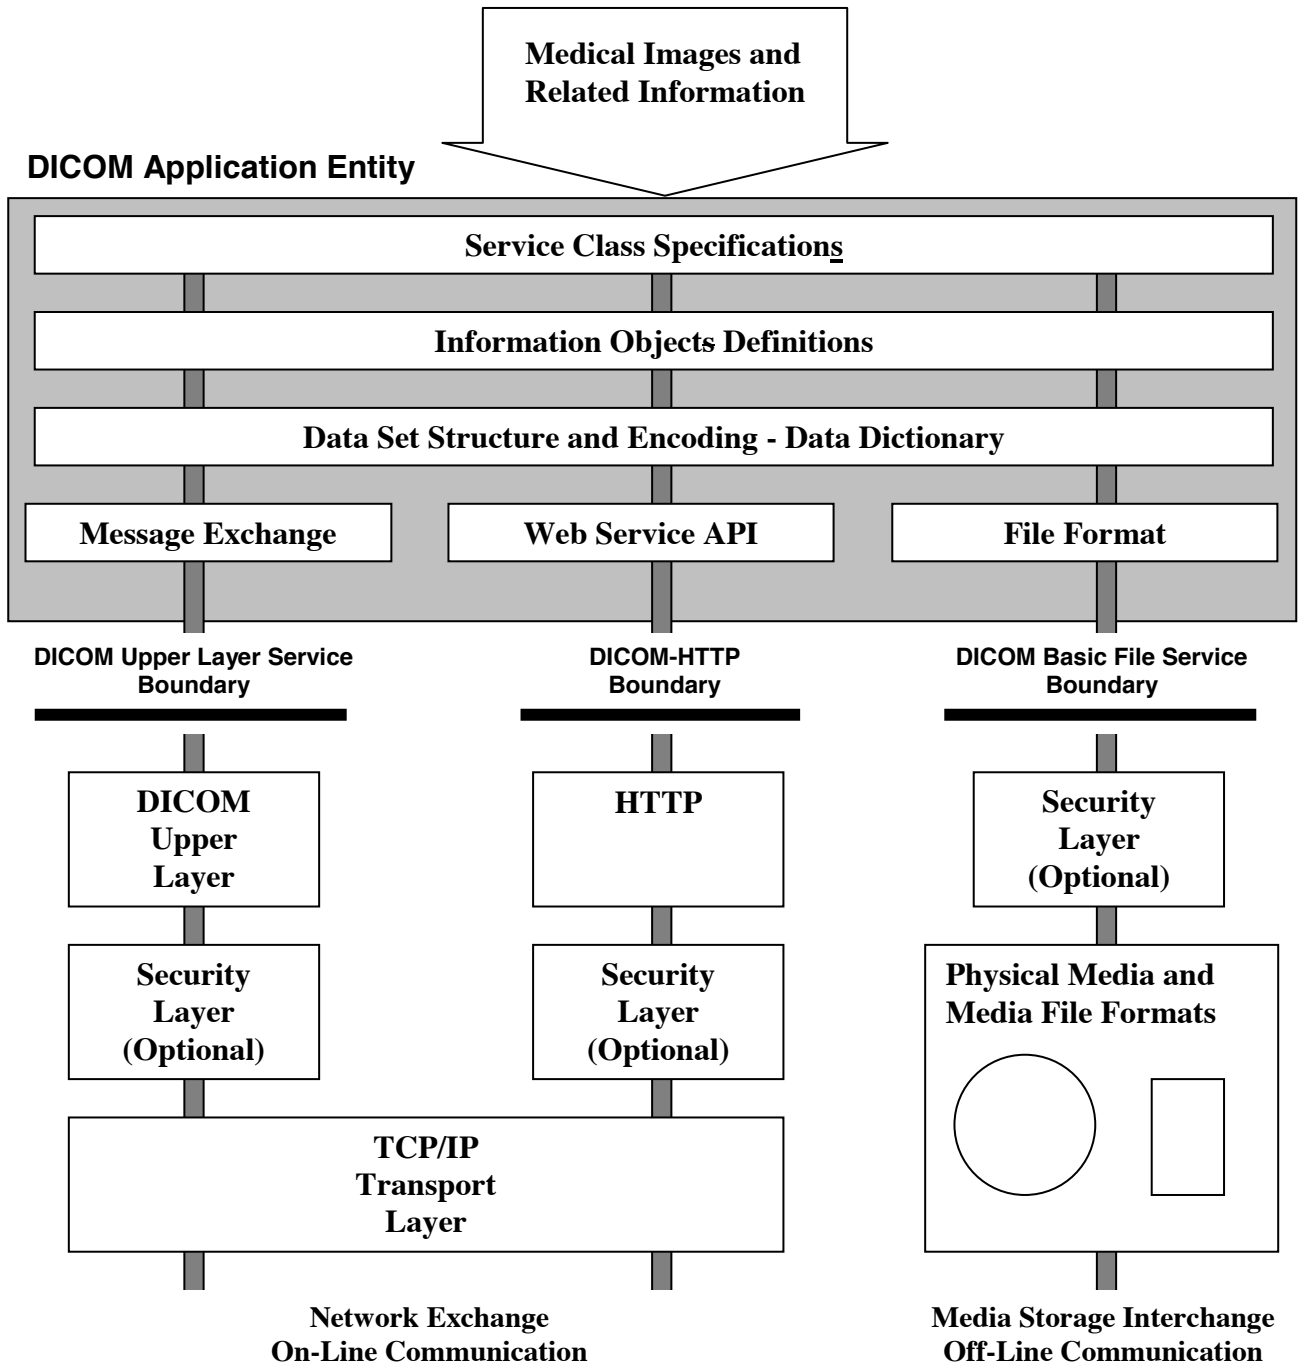 Medical Images and
Related Information
DICOM Application Entity
Service Class Specifications
Information Objects Definitions
Data Set Structure and Encoding - Data Dictionary
Message Exchange
Web Service API
File Format
DICOM Upper Layer Service
Boundary
DICOM-HTTP
Boundary
DICOM Basic File Service
Boundary
DICOM
Upper
Layer
HTTP
Security
Layer
(Optional)
Security
Layer
(Optional)
Security
Layer
(Optional)
Physical Media and
Media File Formats
TCP/IP
Transport
Layer
Network Exchange
On-Line Communication
Media Storage Interchange
Off-Line Communication